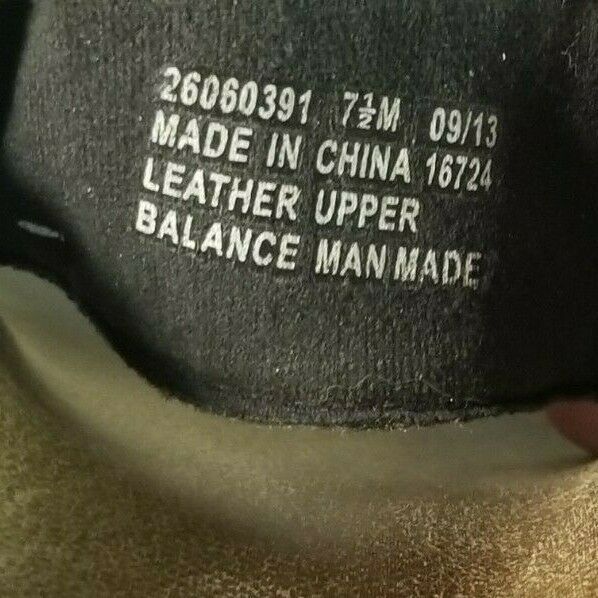 26060391 7½M 09/13
MADE IN CHINA 16724
LEATHER UPPER
BALANCE MAN MADE